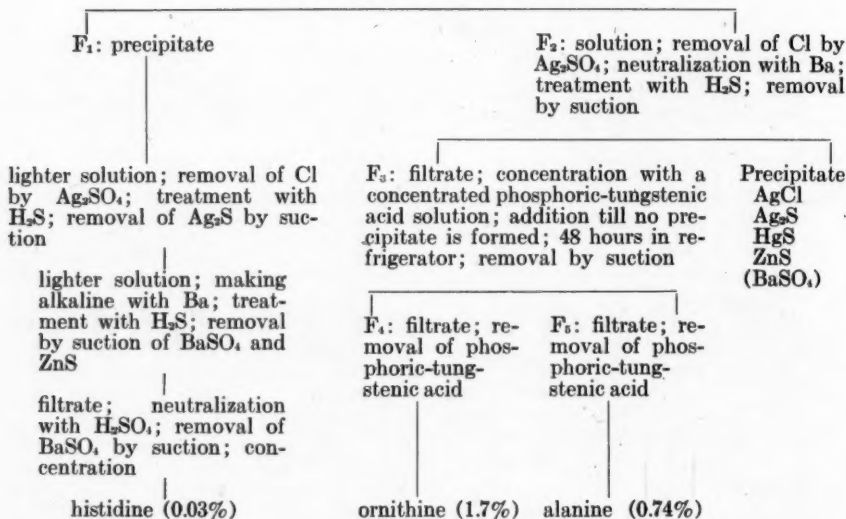 F₁: precipitate
F₂: solution; removal of Cl by
Ag₂SO₄; neutralization with Ba;
treatment with H₂S; removal
by suction
lighter solution; removal of Cl
by Ag₂SO₄; treatment with
H₂S; removal of Ag₂S by suc-
tion
lighter solution; making
alkaline with Ba; treat-
ment with H₂S; removal
by suction of BaSO₄ and
ZnS
filtrate; neutralization
with H₂SO₄; removal of
BaSO₄ by suction; con-
centration
histidine (0.03%)
F₃: filtrate; concentration with a
concentrated phosphoric-tungstenic
acid solution; addition till no pre-
cipitate is formed; 48 hours in re-
frigerator; removal by suction
Precipitate
AgCl
Ag₂S
HgS
ZnS
(BaSO₄)
F₄: filtrate; re-
moval of phos-
phoric-tung-
stenic acid
ornithine (1.7%)
F₅: filtrate; re-
moval of phos-
phoric-tung-
stenic acid
alanine (0.74%)